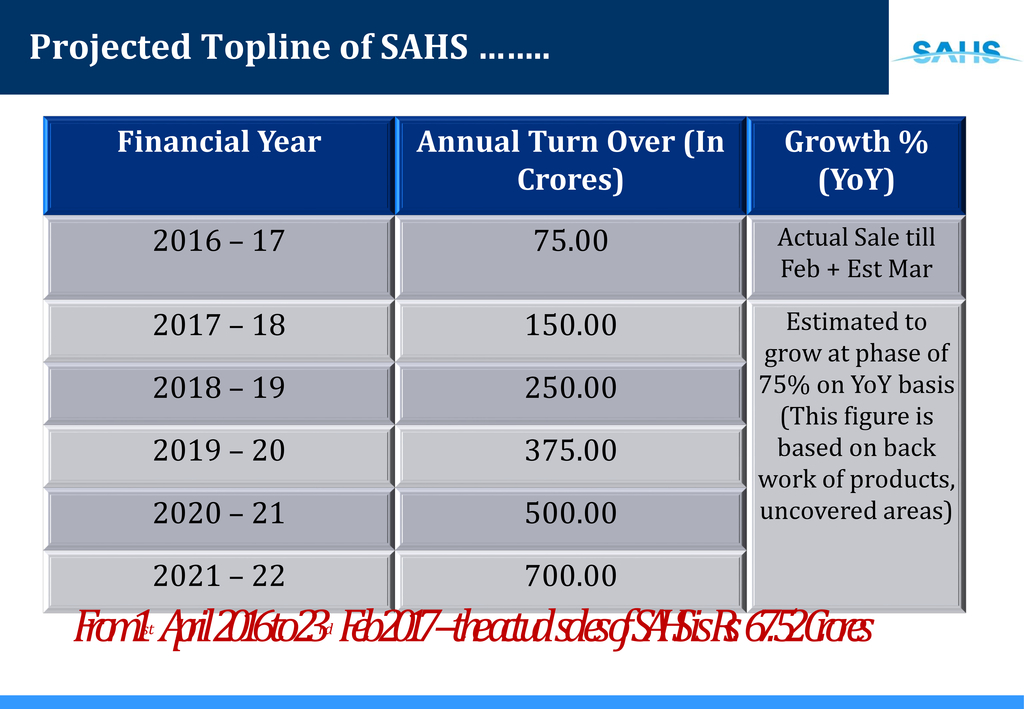 Projected Topline of SAHS ........
SAHS
Financial Year
Annual Turn Over (In
Crores)
Growth %
(YoY)
2016 – 17
75.00
Actual Sale till
Feb + Est Mar
2017 – 18
150.00
Estimated to
grow at phase of
75% on YoY basis
(This figure is
based on back
work of products,
uncovered areas)
2018 – 19
250.00
2019 – 20
375.00
2020 – 21
500.00
2021 – 22
700.00
From 1st April 2016 to 23rd Feb 2017 – the actual sales of SAHS is Rs 67.52 Crores